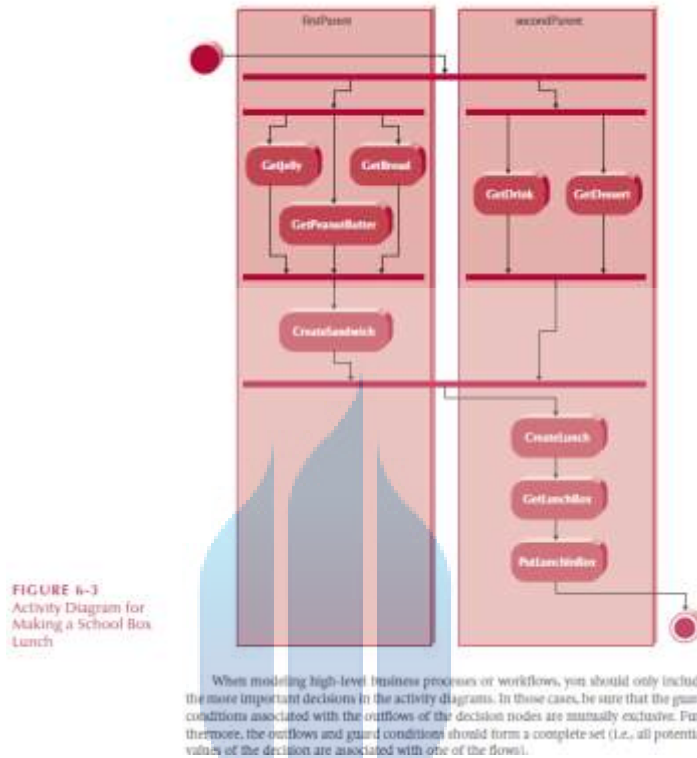 firstParent
secondParent
GetJelly
GetBread
GetPeanutButter
GetDrink
GetDessert
CreateSandwich
CreateLunch
GetLunchBox
PutLunchInBox
FIGURE 6-3
Activity Diagram for
Making a School Box
Lunch
When modeling high-level business processes or workflows, you should only includ
the more important decisions in the activity diagrams. In those cases, be sure that the guar
conditions associated with the outflows of the decision nodes are mutually exclusive. Fur
thermore, the outflows and guard conditions should form a complete set (i.e., all potentia
values of the decision are associated with one of the flows).